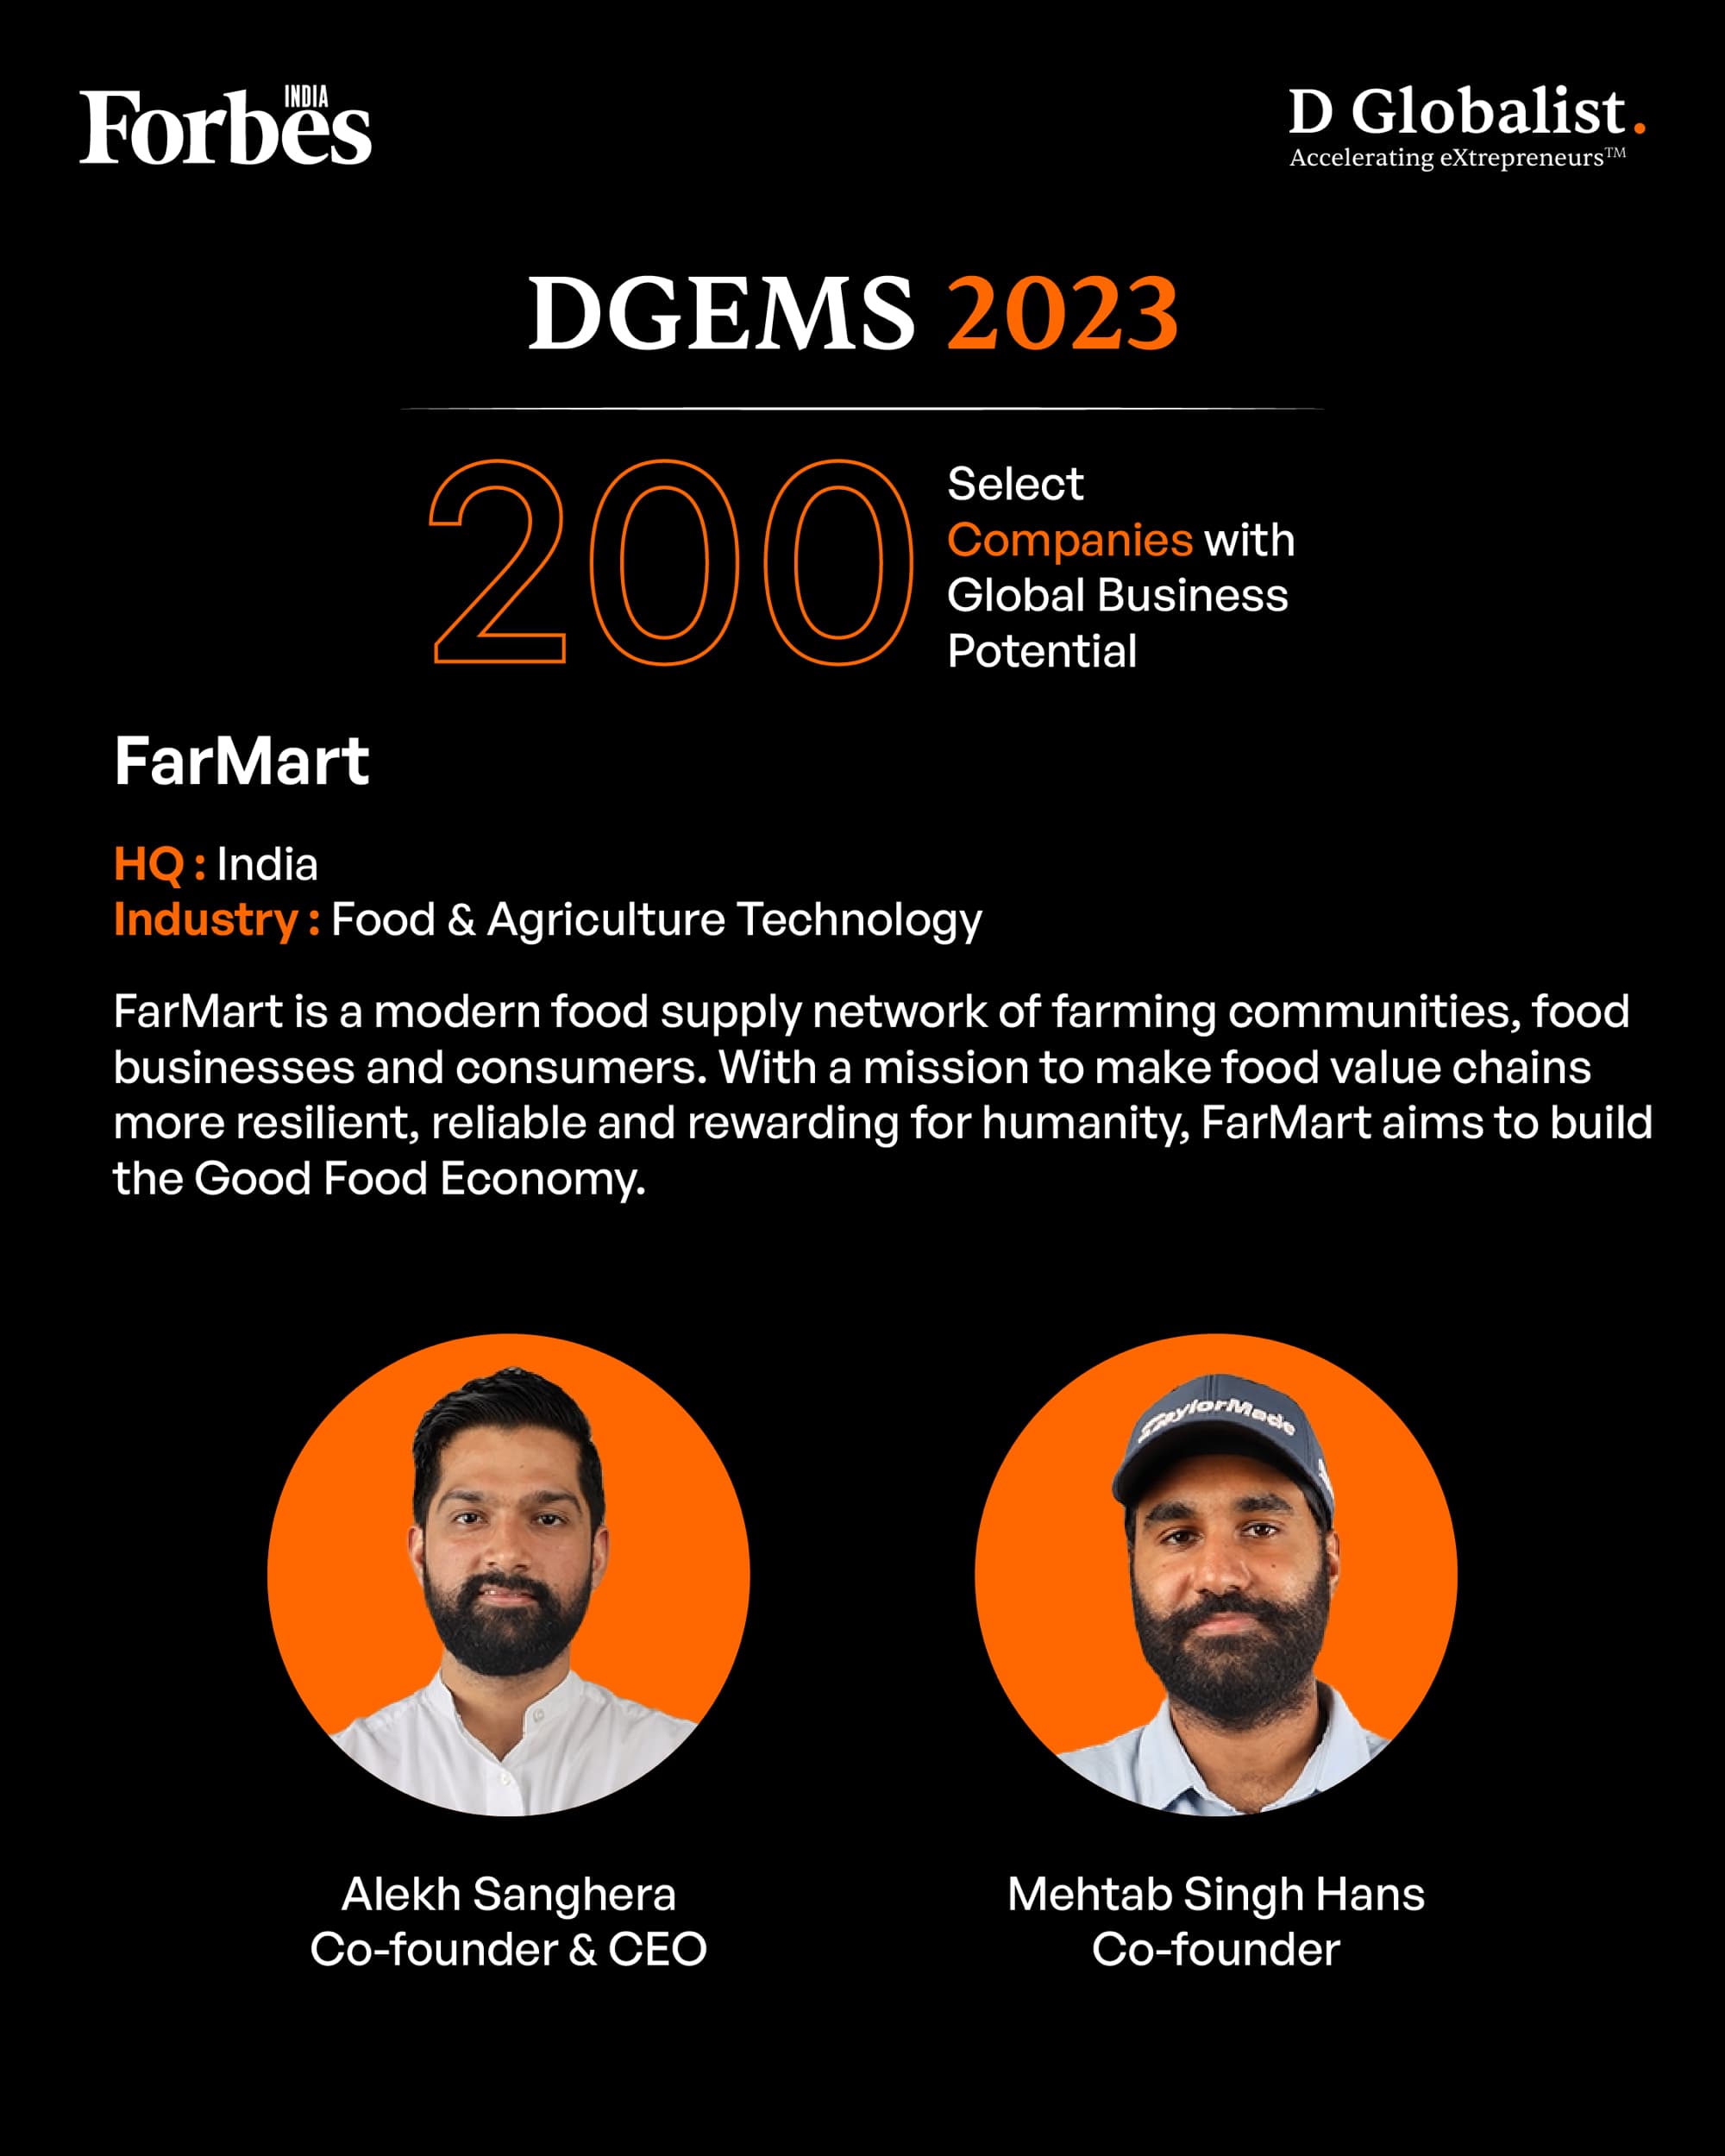 Forbes
INDIA
D Globalist.
Accelerating eXtrepreneurs™
DGEMS 2023
200
Select
Companies with
Global Business
Potential
FarMart
HQ : India
Industry : Food & Agriculture Technology
FarMart is a modern food supply network of farming communities, food
businesses and consumers. With a mission to make food value chains
more resilient, reliable and rewarding for humanity, FarMart aims to build
the Good Food Economy.
TaylorMade
Alekh Sanghera
Co-founder & CEO
Mehtab Singh Hans
Co-founder